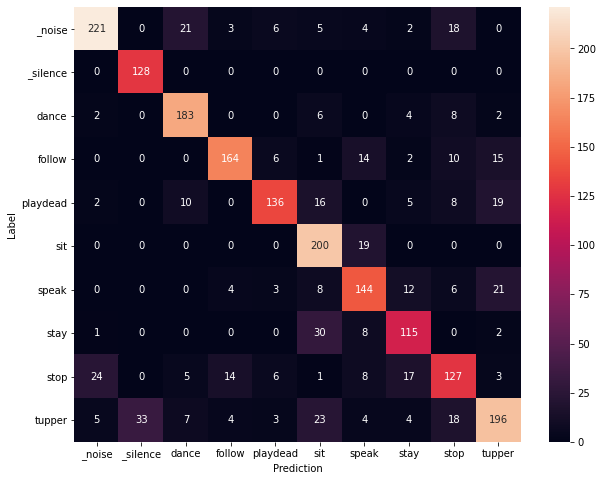 _noise 221 0 21 3 6 5 4 2 18 0
_silence 0 128 0 0 0 0 0 0 0 0
dance 2 0 183 0 0 6 0 4 8 2
follow 0 0 0 164 6 1 14 2 10 15
playdead 2 0 10 0 136 16 0 5 8 19
sit 0 0 0 0 0 200 19 0 0 0
speak 0 0 0 4 3 8 144 12 6 21
stay 1 0 0 0 0 30 8 115 0 2
stop 24 0 5 14 6 1 8 17 127 3
tupper 5 33 7 4 3 23 4 4 18 196
_noise _silence dance follow playdead sit speak stay stop tupper
Prediction
Label
200
175
150
125
100
75
50
25
0